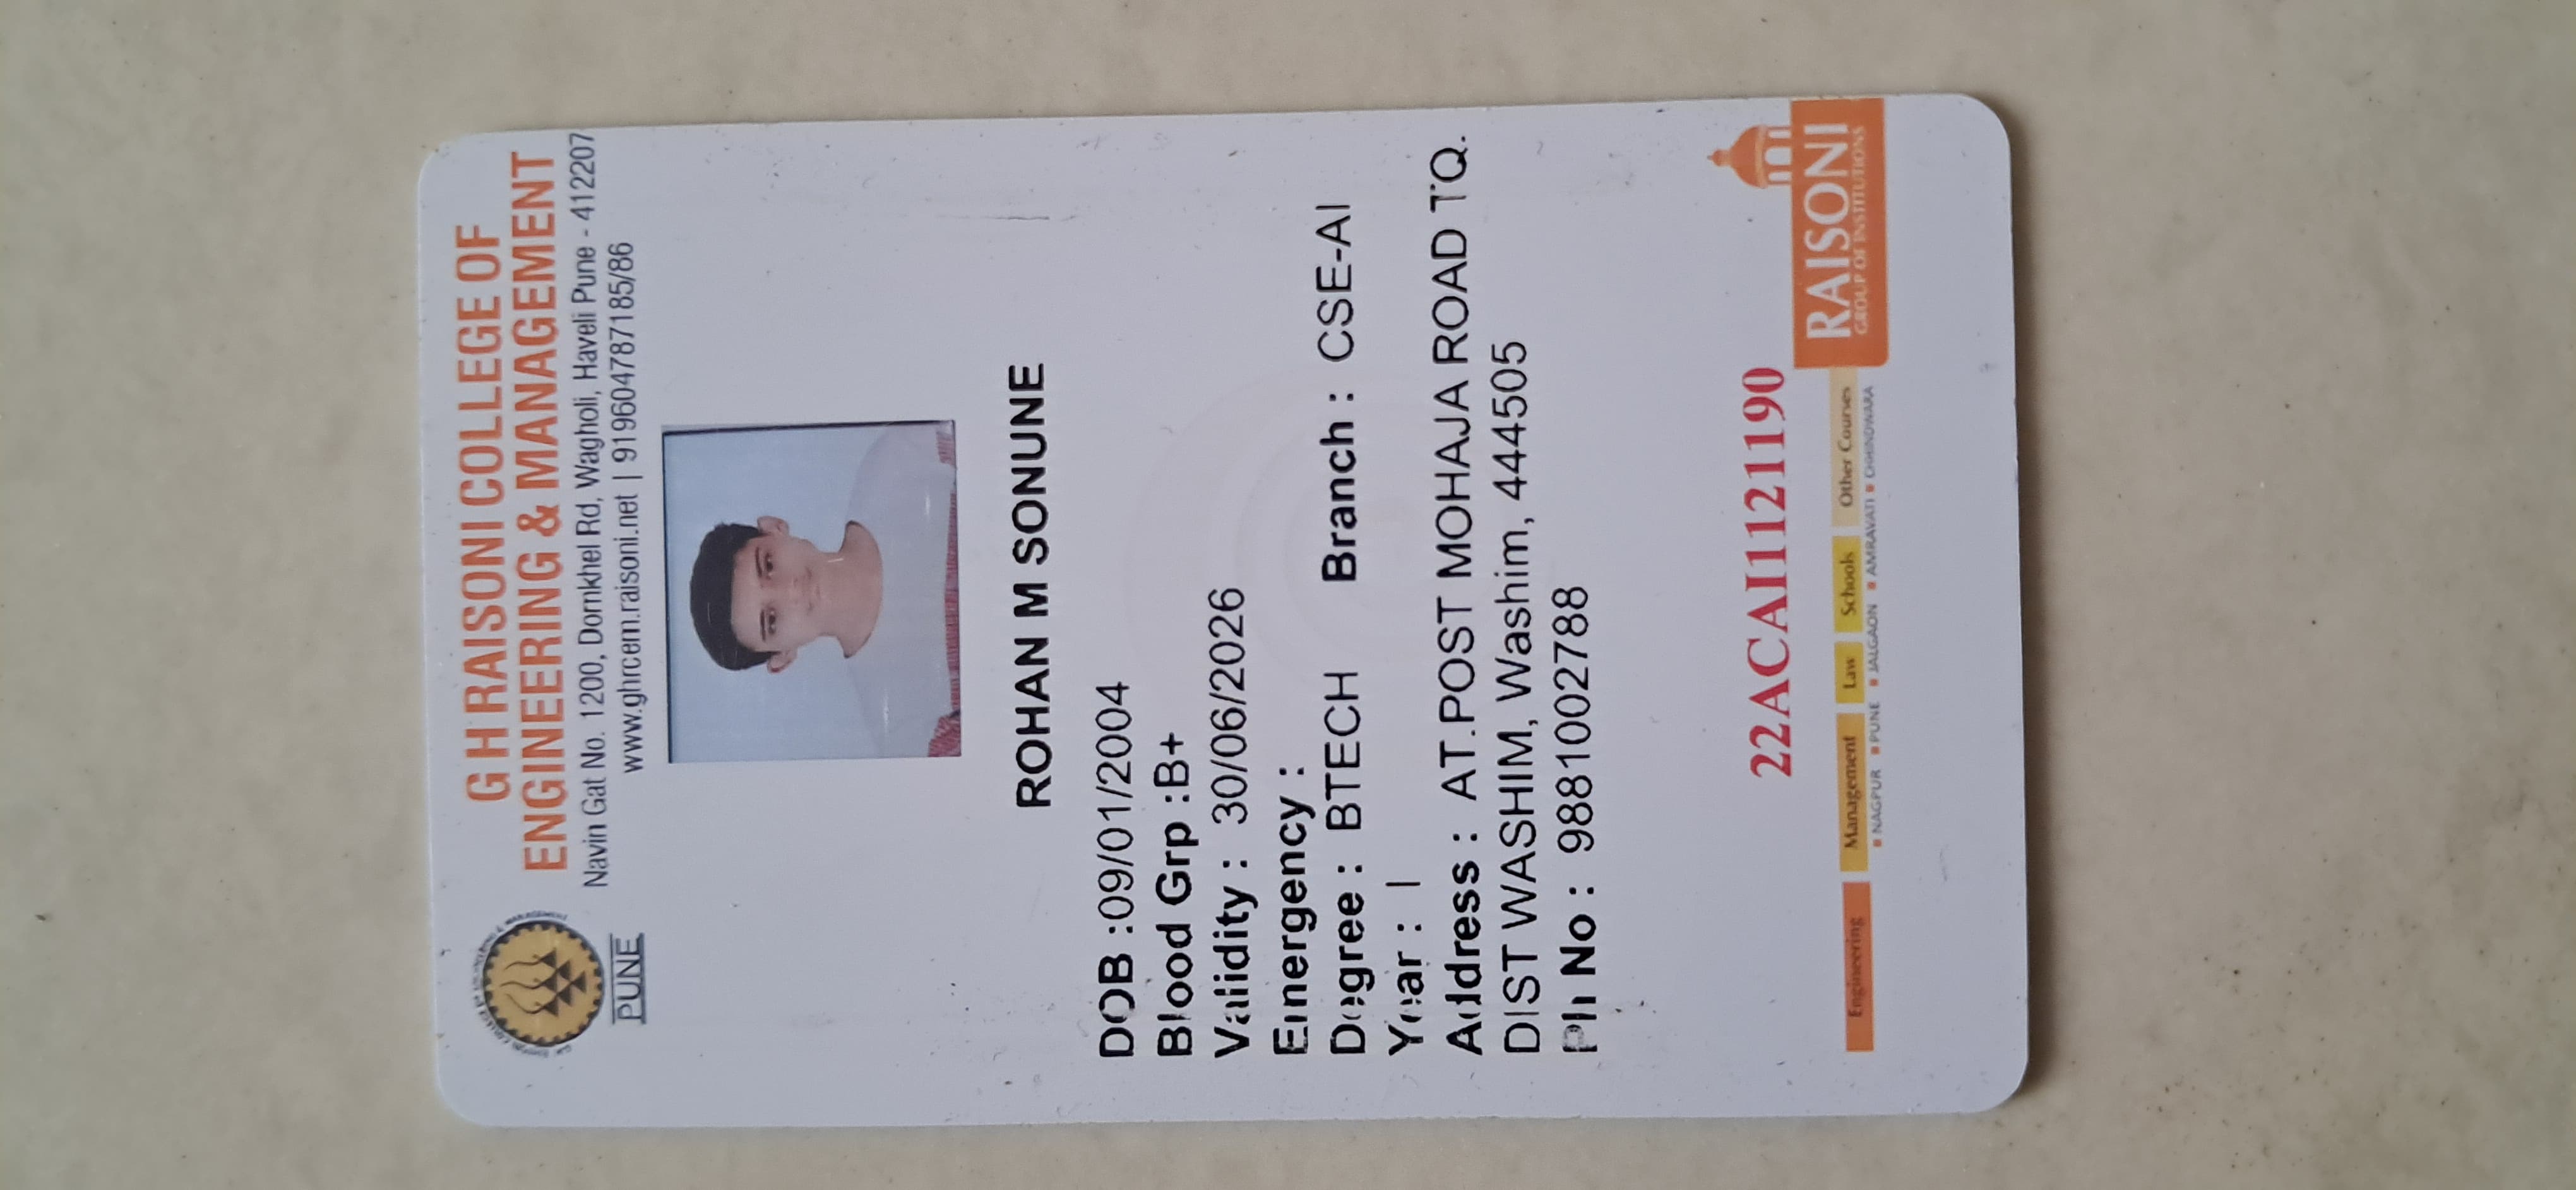 G H RAISONI COLLEGE OF
ENGINEERING & MANAGEMENT
Navin Gat No. 1200, Domkhel Rd, Wagholi, Haveli Pune - 412207
PUNE
www.ghrcem.raisoni.net | 919604787185/86
ROHAN M SONUNE
DOB :09/01/2004
Blood Grp :B+
Validity : 30/06/2026
Emergency :
Degree : BTECH Branch : CSE-AI
Year : I
Address : AT.POST MOHAJA ROAD TQ.
DIST WASHIM, Washim, 444505
Ph No : 9881002788
22ACAI1121190
RAISONI
GROUP OF INSTITUTIONS
Engineering Management Law Schools Other Courses
▪ NAGPUR ▪ PUNE ▪ JALGAON ▪ AMRAVATI ▪ CHHINDWARA